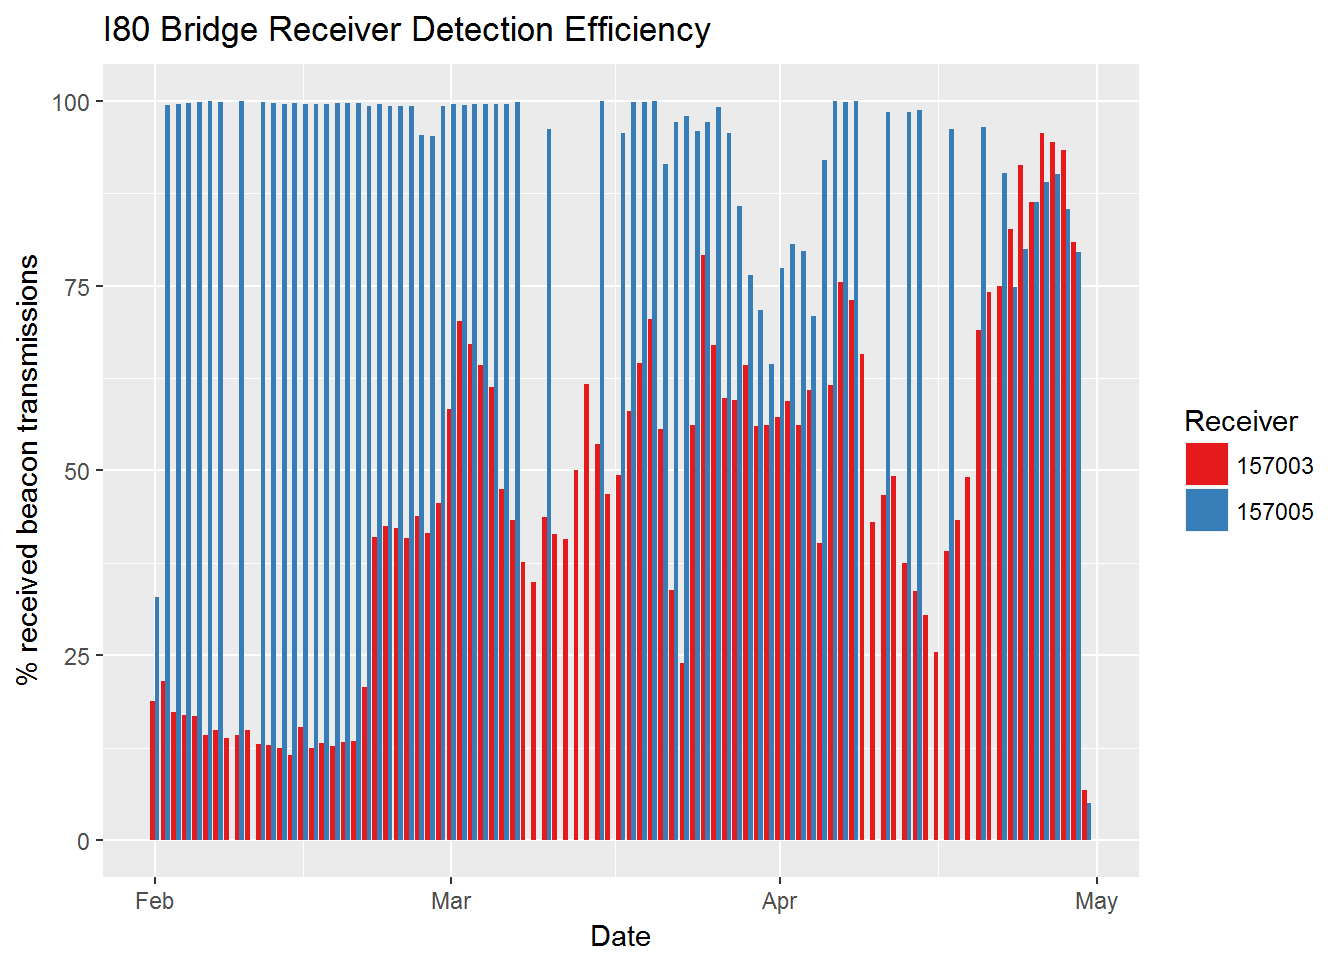 I80 Bridge Receiver Detection Efficiency
100
75
50
25
0
% received beacon transmissions
Feb
Mar
Apr
May
Date
Receiver
157003
157005